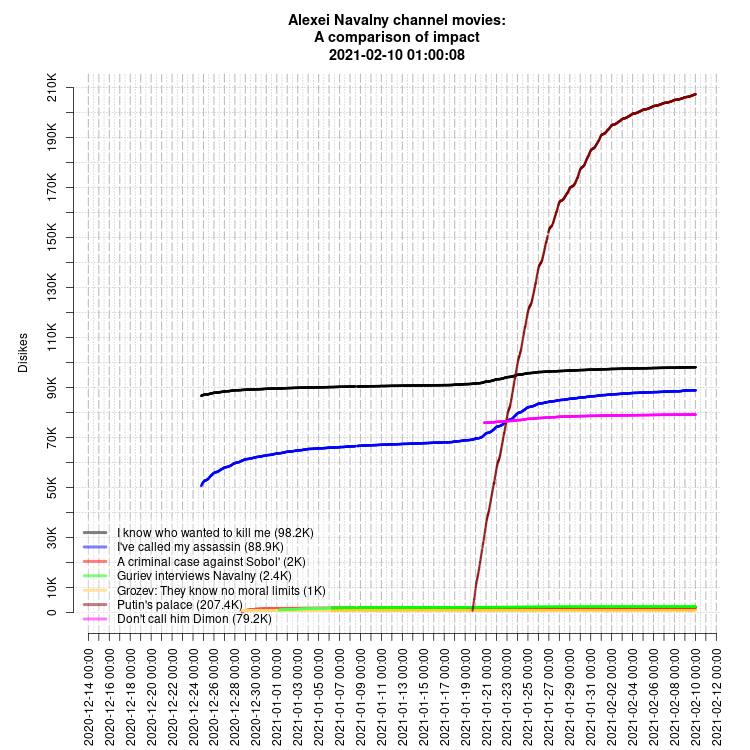 Alexei Navalny channel movies:
A comparison of impact
2021-02-10 01:00:08
210K
190K
170K
150K
130K
110K
90K
70K
50K
30K
10K
0
Disikes
I know who wanted to kill me (98.2K)
I've called my assassin (88.9K)
A criminal case against Sobol' (2K)
Guriev interviews Navalny (2.4K)
Grozev: They know no moral limits (1K)
Putin's palace (207.4K)
Don't call him Dimon (79.2K)
2020-12-14 00:00
2020-12-16 00:00
2020-12-18 00:00
2020-12-20 00:00
2020-12-22 00:00
2020-12-24 00:00
2020-12-26 00:00
2020-12-28 00:00
2020-12-30 00:00
2021-01-01 00:00
2021-01-03 00:00
2021-01-05 00:00
2021-01-07 00:00
2021-01-09 00:00
2021-01-11 00:00
2021-01-13 00:00
2021-01-15 00:00
2021-01-17 00:00
2021-01-19 00:00
2021-01-21 00:00
2021-01-23 00:00
2021-01-25 00:00
2021-01-27 00:00
2021-01-29 00:00
2021-01-31 00:00
2021-02-02 00:00
2021-02-04 00:00
2021-02-06 00:00
2021-02-08 00:00
2021-02-10 00:00
2021-02-12 00:00